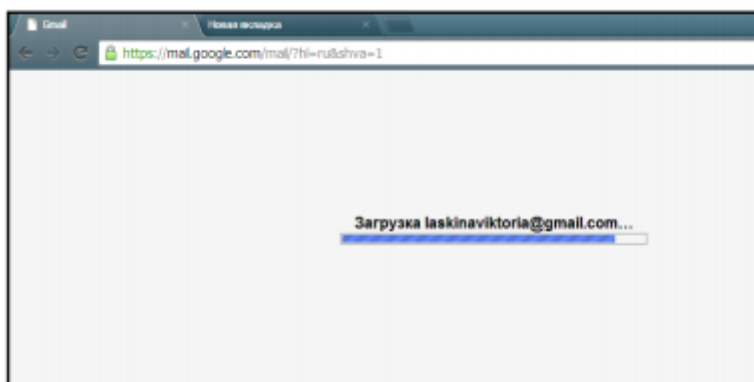 Gmail
Новая вкладка
https://mail.google.com/mail/?hl=ru&shva=1
Загрузка laskinaviktoria@gmail.com...